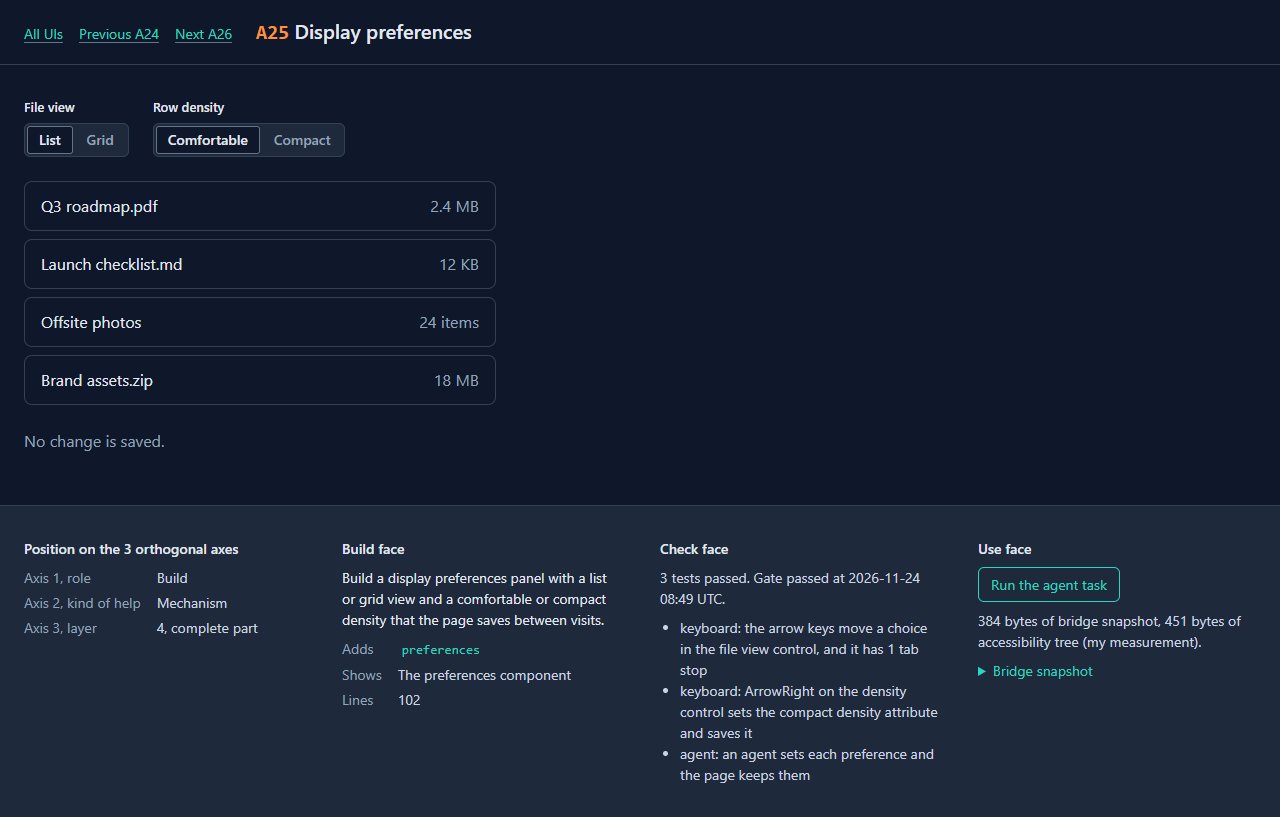 All UIs Previous A24 Next A26 A25 Display preferences
File view Row density
List Grid Comfortable Compact
Q3 roadmap.pdf 2.4 MB
Launch checklist.md 12 KB
Offsite photos 24 items
Brand assets.zip 18 MB
No change is saved.
Position on the 3 orthogonal axes
Axis 1, role Build
Axis 2, kind of help Mechanism
Axis 3, layer 4, complete part
Build face
Build a display preferences panel with a list
or grid view and a comfortable or compact
density that the page saves between visits.
Adds preferences
Shows The preferences component
Lines 102
Check face
3 tests passed. Gate passed at 2026-11-24
08:49 UTC.
• keyboard: the arrow keys move a choice
in the file view control, and it has 1 tab
stop
• keyboard: ArrowRight on the density
control sets the compact density attribute
and saves it
• agent: an agent sets each preference and
the page keeps them
Use face
Run the agent task
384 bytes of bridge snapshot, 451 bytes of
accessibility tree (my measurement).
▶ Bridge snapshot